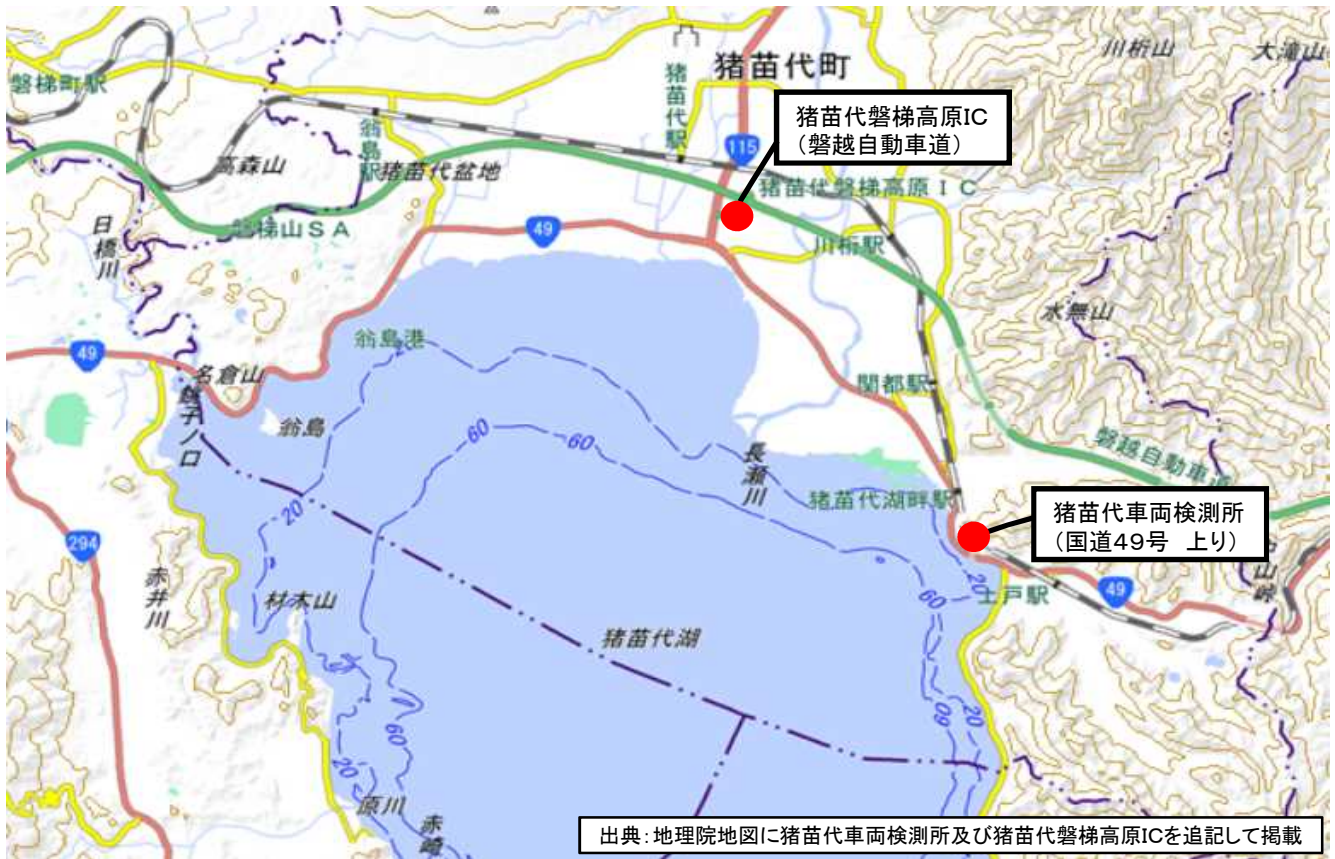 川桁山
大滝山
猪苗代町
磐梯町駅
猪苗代駅
猪苗代磐梯高原IC
（磐越自動車道）
115
翁島駅
高森山
猪苗代盆地
猪苗代磐梯高原ＩＣ
日橋川
磐梯山ＳＡ
49
川桁駅
水無山
翁島港
49
名倉山
関都駅
銚子ノ口
翁島
60
60
長瀬川
磐越自動車道
20
猪苗代湖畔駅
猪苗代車両検測所
（国道49号　上り）
294
赤井川
20
60
上戸駅
49
中山峠
材木山
猪苗代湖
60
20
60
20
原川
赤崎
出典：地理院地図に猪苗代車両検測所及び猪苗代磐梯高原ICを追記して掲載